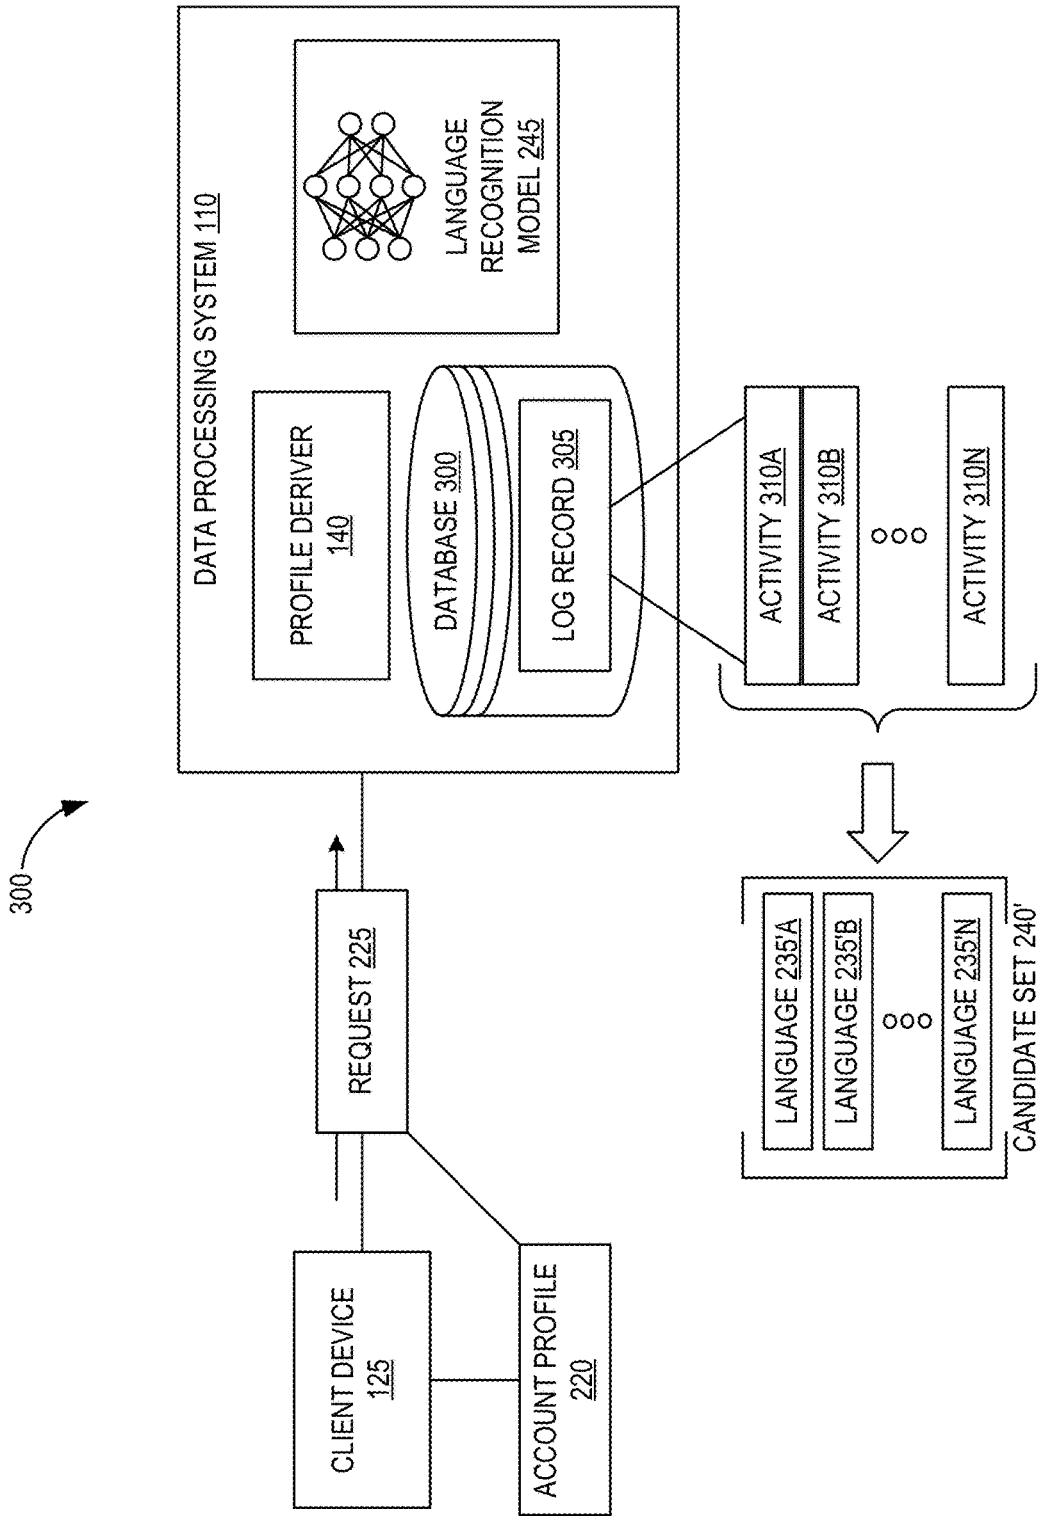 300
DATA PROCESSING SYSTEM 110
PROFILE DERIVER
140
LANGUAGE
RECOGNITION
MODEL 245
DATABASE 300
LOG RECORD 305
CLIENT DEVICE
125
REQUEST 225
ACCOUNT PROFILE
220
ACTIVITY 310A
ACTIVITY 310B
ACTIVITY 310N
LANGUAGE 235'A
LANGUAGE 235'B
LANGUAGE 235'N
CANDIDATE SET 240'